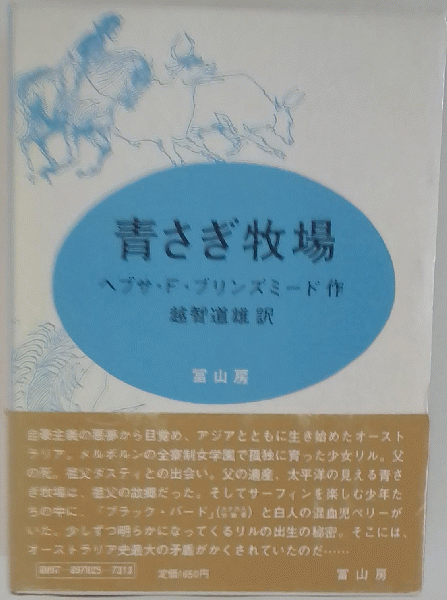 青さぎ牧場
ヘブサ・F・ブリンズミード作
越智道雄訳
冨山房
白豪主義の悪夢から目覚め、アジアとともに生き始めたオースト
ラリア。メルボルンの全寮制女学園で孤独に育った少女リル。父
の死。祖父ダスティとの出会い。父の遺産、太平洋の見える青さ
ぎ牧場は、祖父の故郷だった。そしてサーフィンを楽しむ少年た
ちの中に、「ブラック・バード」と白人の混血児ベリーが
いた。少しずつ明らかになってくるリルの出生の秘密。そこには、
オーストラリア史最大の矛盾がかくされていたのだ……
定価1650円
冨山房